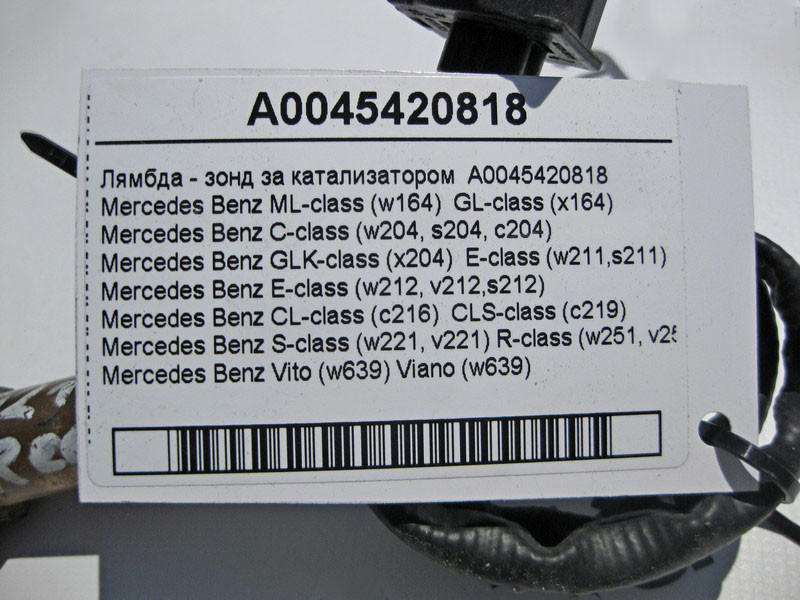 A0045420818
Лямбда - зонд за катализатором A0045420818
Mercedes Benz ML-class (w164) GL-class (x164)
Mercedes Benz C-class (w204, s204, c204)
Mercedes Benz GLK-class (x204) E-class (w211,s211)
Mercedes Benz E-class (w212, v212,s212)
Mercedes Benz CL-class (c216) CLS-class (c219)
Mercedes Benz S-class (w221, v221) R-class (w251,
Mercedes Benz Vito (w639) Viano (w639)